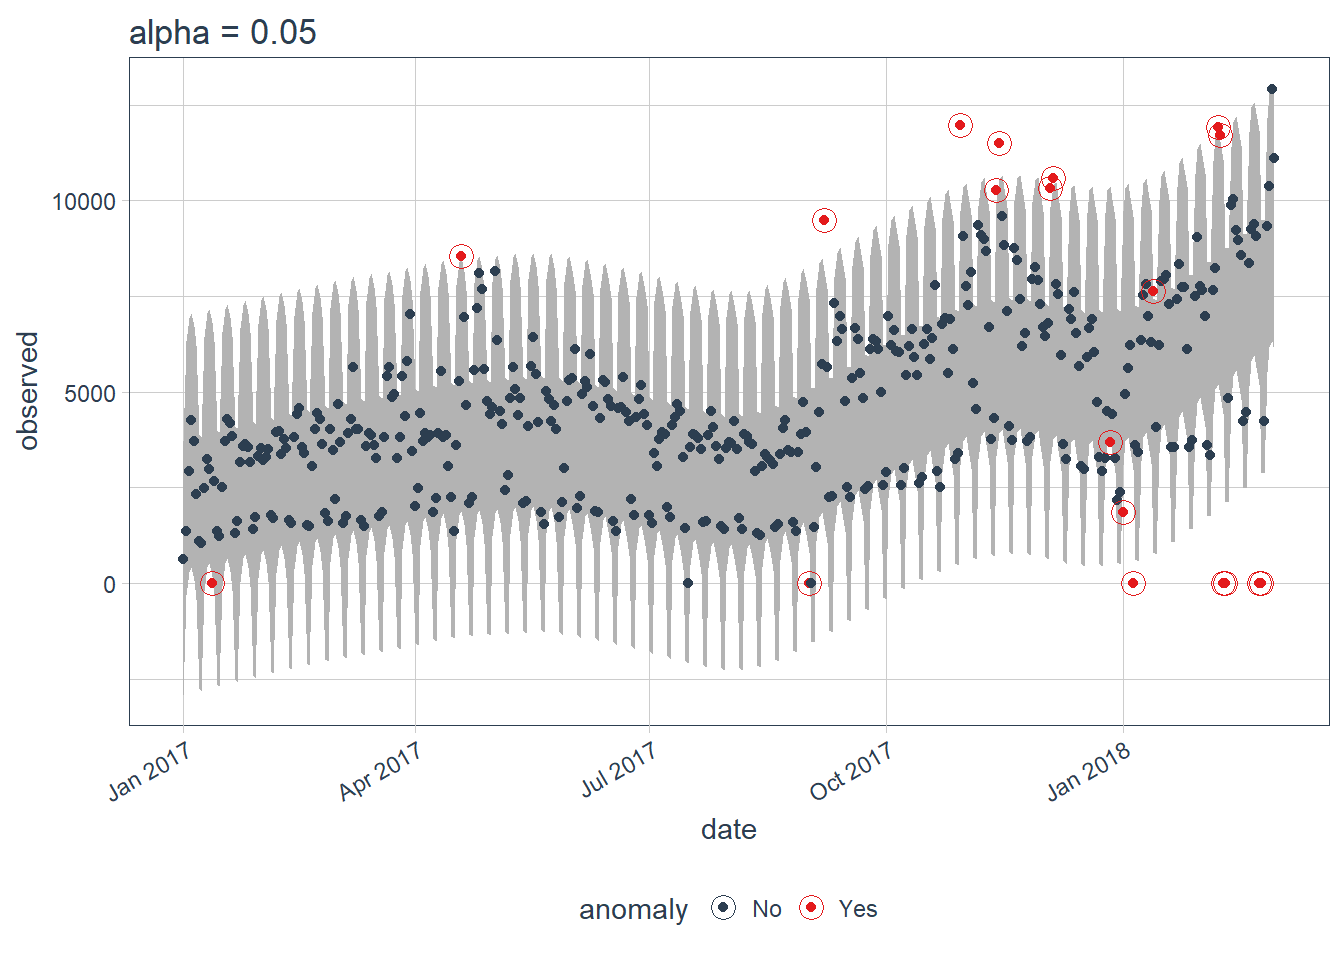 alpha = 0.05
observed
10000
5000
0
Jan 2017
Apr 2017
Jul 2017
Oct 2017
Jan 2018
date
anomaly No Yes